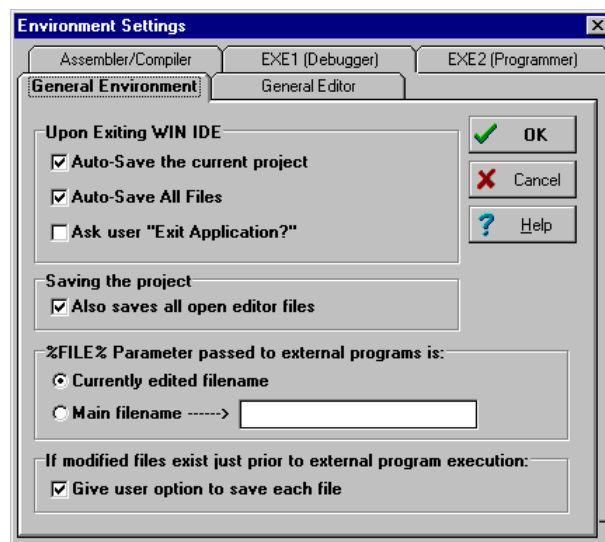 Environment Settings
Assembler/Compiler
EXE1 (Debugger)
EXE2 (Programmer)
General Environment
General Editor
Upon Exiting WIN IDE
Auto-Save the current project
Auto-Save All Files
Ask user "Exit Application?"
OK
Cancel
Help
Saving the project
Also saves all open editor files
%FILE% Parameter passed to external programs is:
Currently edited filename
Main filename ------>
If modified files exist just prior to external program execution:
Give user option to save each file